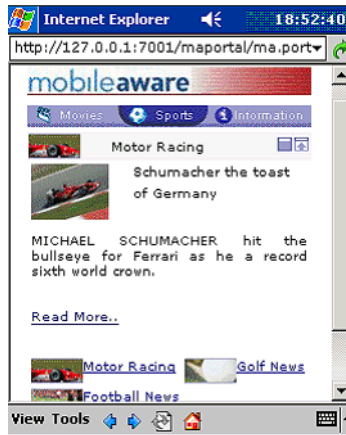 Internet Explorer 18:52:40
http://127.0.0.1:7001/maportal/ma.port
mobileaware
Movies Sports Information
Motor Racing
Schumacher the toast
of Germany
MICHAEL SCHUMACHER hit the
bullseye for Ferrari as he a record
sixth world crown.
Read More..
Motor Racing Golf News
Football News
View Tools